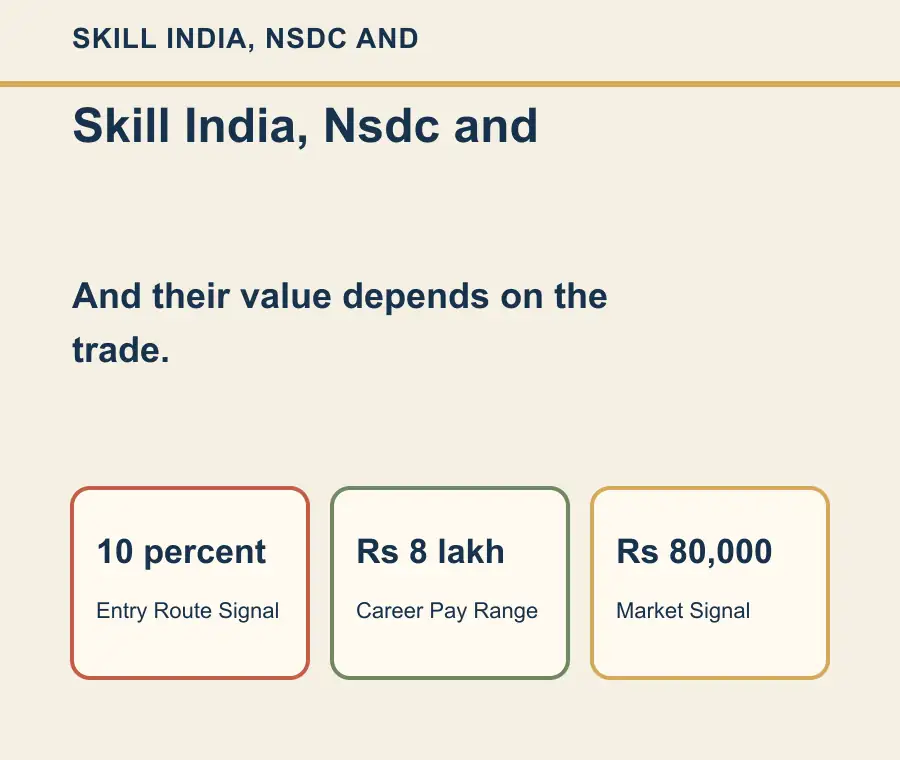 SKILL INDIA, NSDC AND
Skill India, Nsdc and
And their value depends on the
trade.
10 percent
Entry Route Signal
Rs 8 lakh
Career Pay Range
Rs 80,000
Market Signal